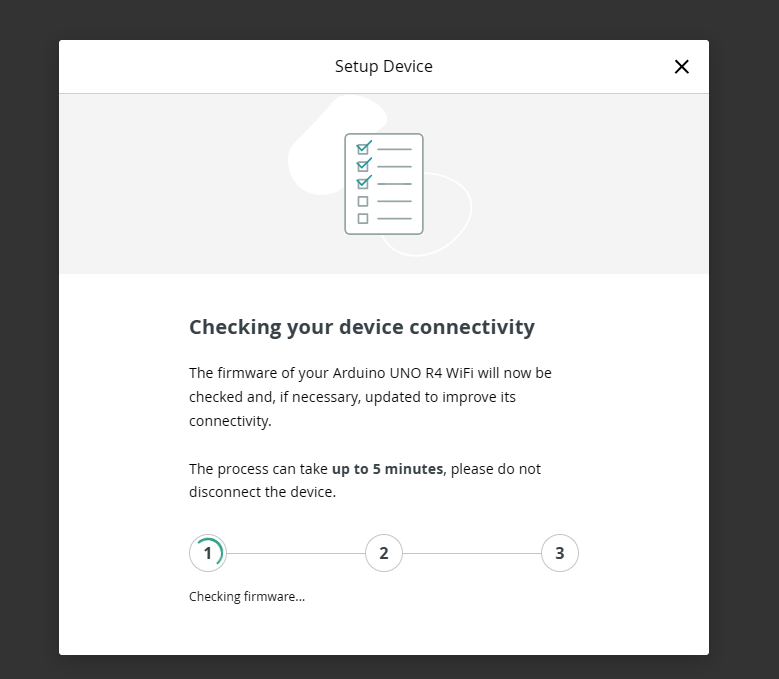 Setup Device
Checking your device connectivity
The firmware of your Arduino UNO R4 WiFi will now be
checked and, if necessary, updated to improve its
connectivity.
The process can take up to 5 minutes, please do not
disconnect the device.
1 2 3
Checking firmware...